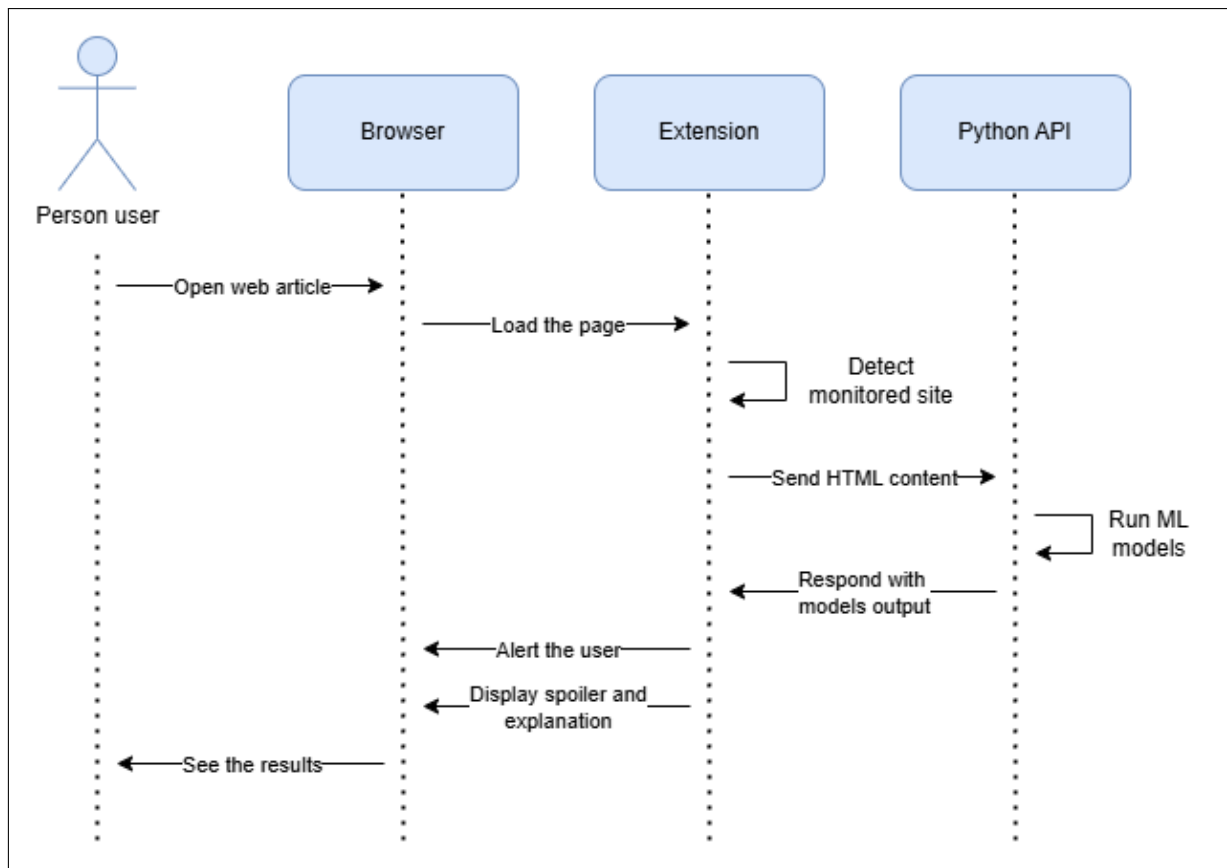 Browser
Extension
Python API
Person user
Open web article
Load the page
Detect
monitored site
Send HTML content
Run ML
models
Respond with
models output
Alert the user
Display spoiler and
explanation
See the results